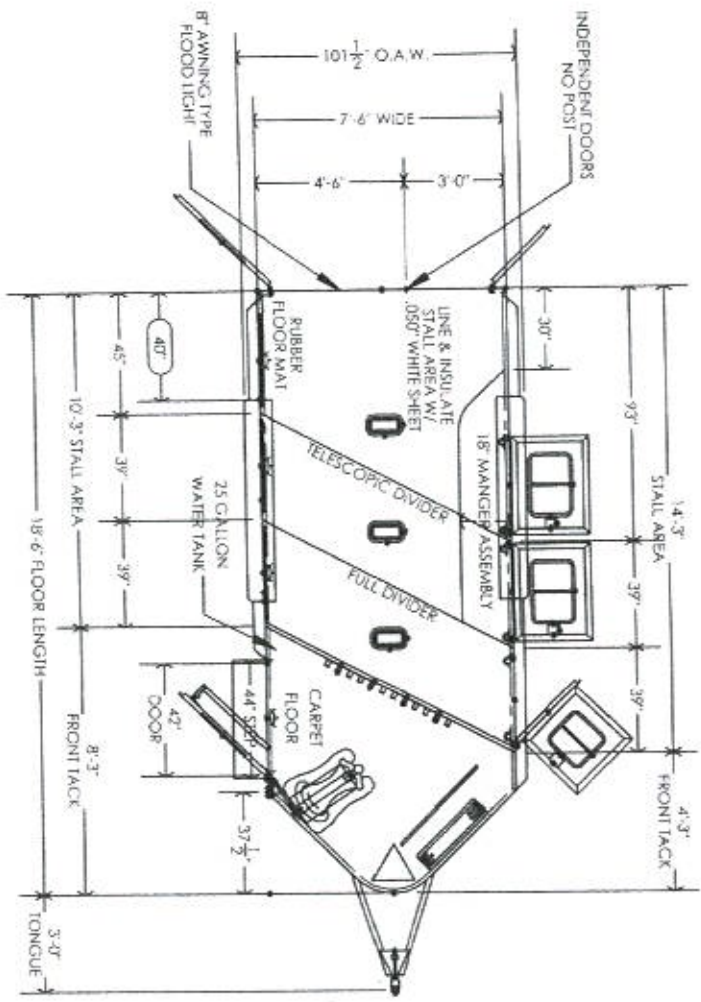 INDEPENDENT DOORS
NO POST
101 1/2" O.A.W.
7'-6" WIDE
4'-6"
3'-0"
8" AWNING TYPE
FLOOD LIGHT
LINE & INSULATE
STALL AREA W/
.050" WHITE SHEET
RUBBER
FLOOR MAT
30"
93"
14'-3"
STALL AREA
18" MANGER ASSEMBLY
TELESCOPIC DIVIDER
FULL DIVIDER
39"
39"
40"
45"
39"
39"
10'-3" STALL AREA
25 GALLON
WATER TANK
18'-6" FLOOR LENGTH
CARPET
FLOOR
44" STEP
42"
DOOR
8'-3"
FRONT TACK
4'-3"
FRONT TACK
37 1/2"
3'-0"
TONGUE